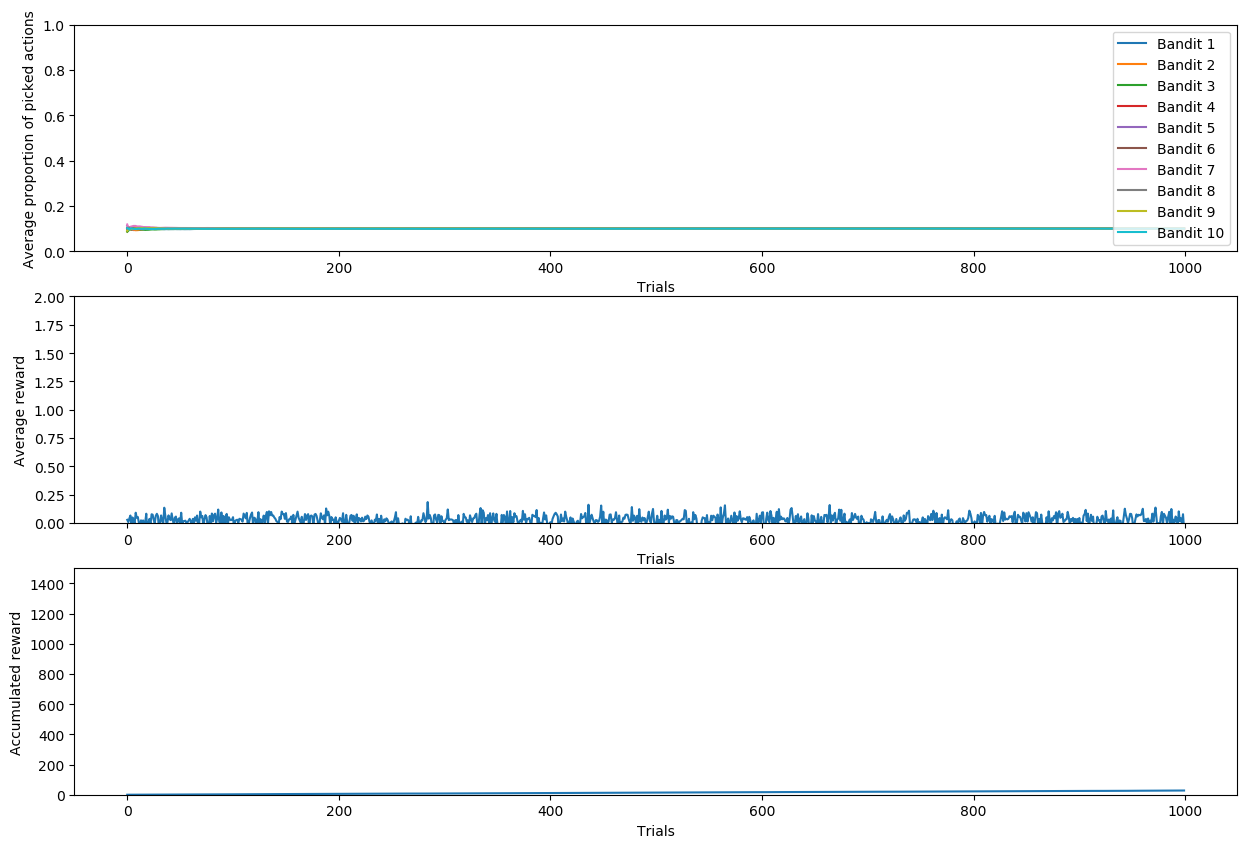 Average proportion of picked actions
1.0
0.8
0.6
0.4
0.2
0.0
Bandit 1
Bandit 2
Bandit 3
Bandit 4
Bandit 5
Bandit 6
Bandit 7
Bandit 8
Bandit 9
Bandit 10
0 200 400 600 800 1000
Trials
Average reward
2.00
1.75
1.50
1.25
1.00
0.75
0.50
0.25
0.00
0 200 400 600 800 1000
Trials
Accumulated reward
1400
1200
1000
800
600
400
200
0
0 200 400 600 800 1000
Trials